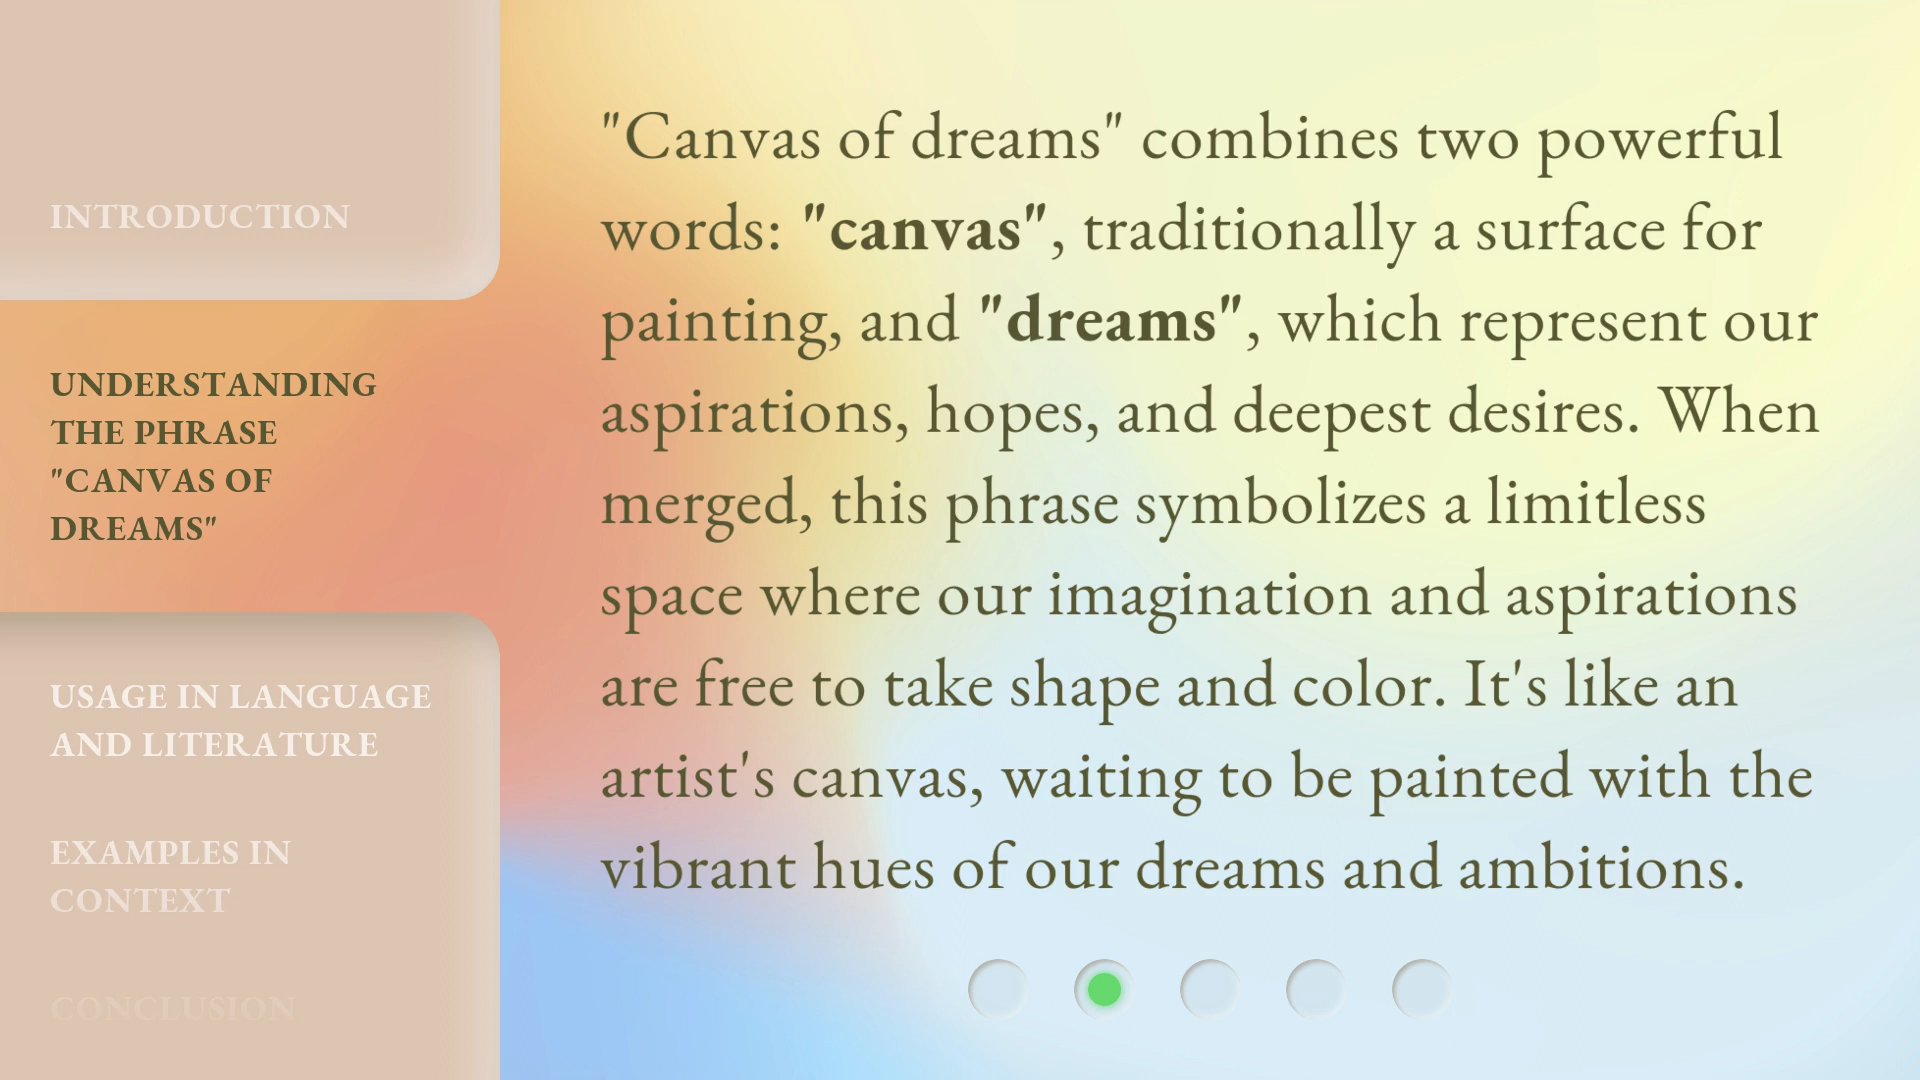 INTRODUCTION
UNDERSTANDING
THE PHRASE
"CANVAS OF
DREAMS"
USAGE IN LANGUAGE
AND LITERATURE
EXAMPLES IN
CONTEXT
CONCLUSION
"Canvas of dreams" combines two powerful
words: "canvas", traditionally a surface for
painting, and "dreams", which represent our
aspirations, hopes, and deepest desires. When
merged, this phrase symbolizes a limitless
space where our imagination and aspirations
are free to take shape and color. It's like an
artist's canvas, waiting to be painted with the
vibrant hues of our dreams and ambitions.